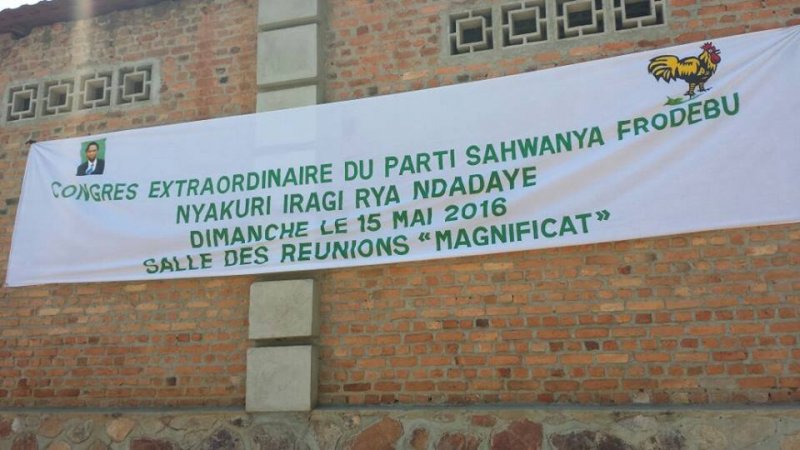 CONGRES EXTRAORDINAIRE DU PARTI SAHWANYA FRODEBU
NYAKURI IRAGI RYA NDADAYE
DIMANCHE LE 15 MAI 2016
SALLE DES REUNIONS “MAGNIFICAT”